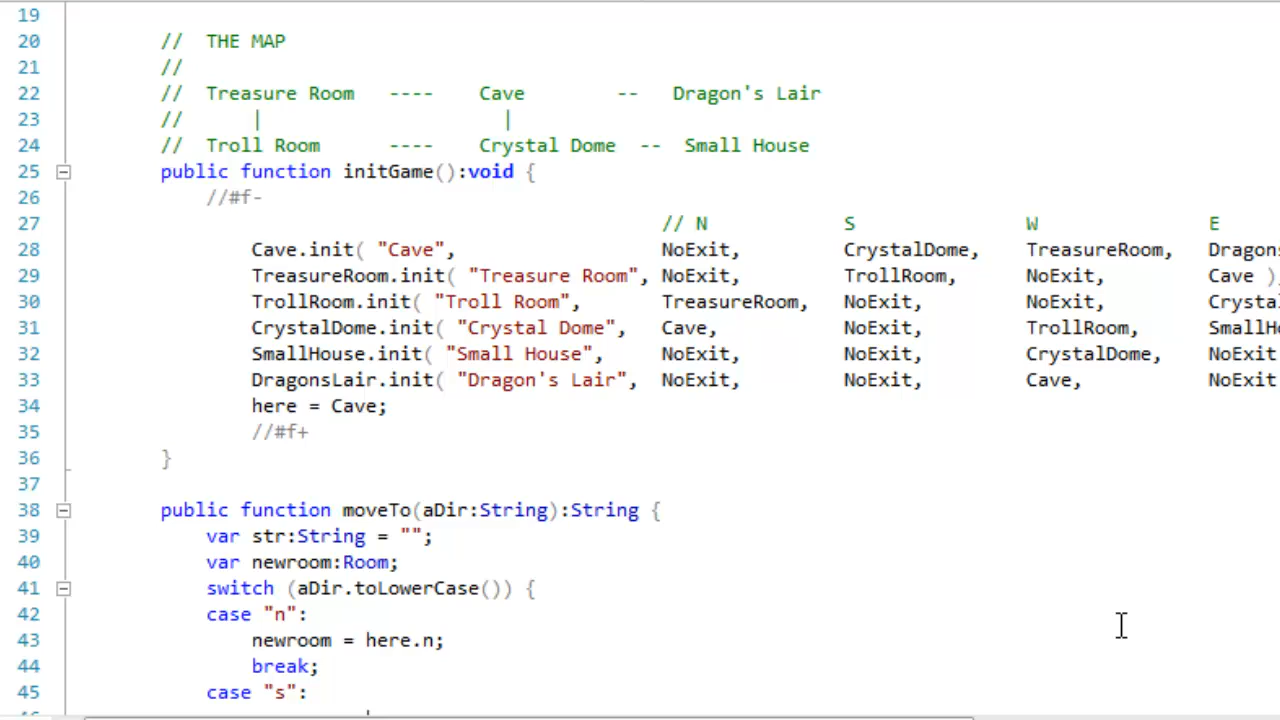 19
20 // THE MAP
21 //
22 // Treasure Room ---- Cave -- Dragon's Lair
23 // | |
24 // Troll Room ---- Crystal Dome -- Small House
25 public function initGame():void {
26 //#f-
27 // N S W E
28 Cave.init( "Cave", NoExit, CrystalDome, TreasureRoom, Dragons
29 TreasureRoom.init( "Treasure Room", NoExit, TrollRoom, NoExit, Cave )
30 TrollRoom.init( "Troll Room", TreasureRoom, NoExit, NoExit, Crysta
31 CrystalDome.init( "Crystal Dome", Cave, NoExit, TrollRoom, SmallHo
32 SmallHouse.init( "Small House", NoExit, NoExit, CrystalDome, NoExit
33 DragonsLair.init( "Dragon's Lair", NoExit, NoExit, Cave, NoExit
34 here = Cave;
35 //#f+
36 }
37
38 public function moveTo(aDir:String):String {
39 var str:String = "";
40 var newroom:Room;
41 switch (aDir.toLowerCase()) {
42 case "n":
43 newroom = here.n;
44 break;
45 case "s":